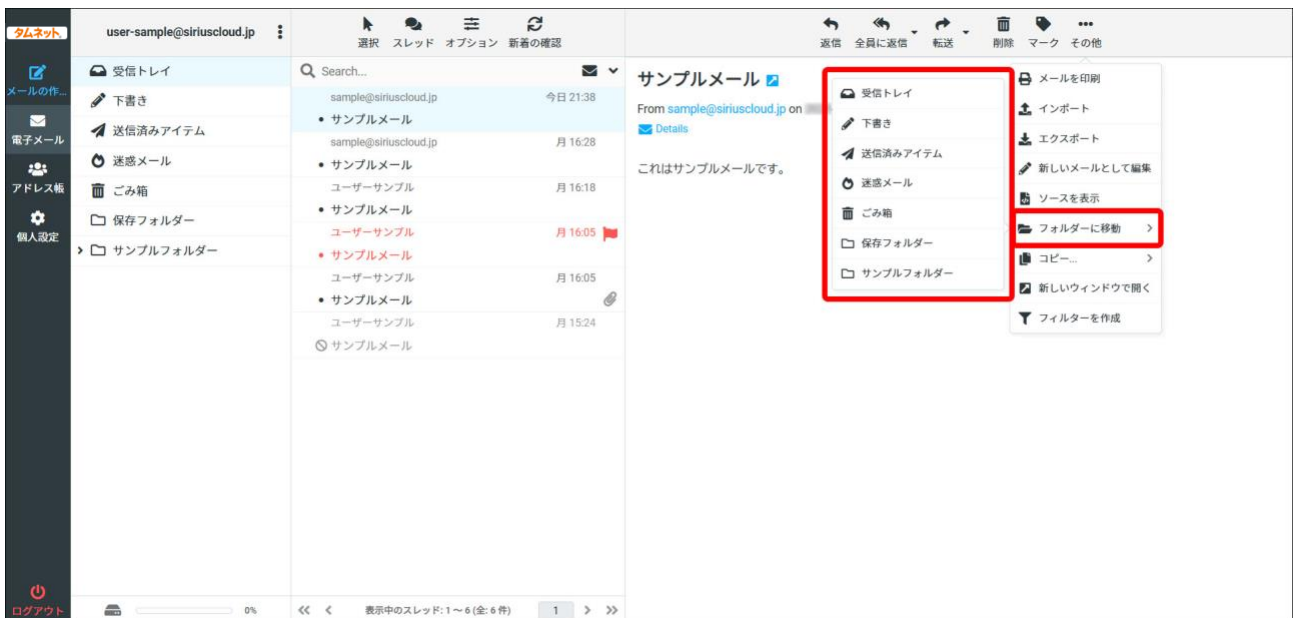 タムネット
メールの作...
電子メール
アドレス帳
個人設定
ログアウト
user-sample@siriuscloud.jp
受信トレイ
下書き
送信済みアイテム
迷惑メール
ごみ箱
保存フォルダー
サンプルフォルダー
0%
選択 スレッド オプション 新着の確認
Search...
sample@siriuscloud.jp 今日 21:38
サンプルメール
sample@siriuscloud.jp 月 16:28
サンプルメール
ユーザーサンプル 月 16:18
サンプルメール
ユーザーサンプル 月 16:05
サンプルメール
ユーザーサンプル 月 16:05
サンプルメール
ユーザーサンプル 月 15:24
サンプルメール
表示中のスレッド: 1 ~ 6 (全: 6 件) 1
返信 全員に返信 転送 削除 マーク その他
サンプルメール
From sample@siriuscloud.jp on
Details
これはサンプルメールです。
受信トレイ
下書き
送信済みアイテム
迷惑メール
ごみ箱
保存フォルダー
サンプルフォルダー
メールを印刷
インポート
エクスポート
新しいメールとして編集
ソースを表示
フォルダーに移動
コピー...
新しいウィンドウで開く
フィルターを作成